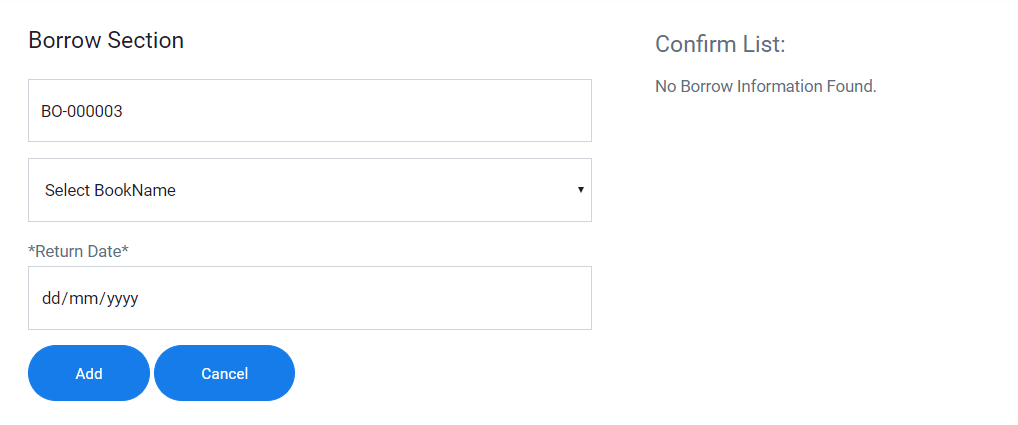 Borrow Section
BO-000003
Select BookName
*Return Date*
dd/mm/yyyy
Add
Cancel
Confirm List:
No Borrow Information Found.